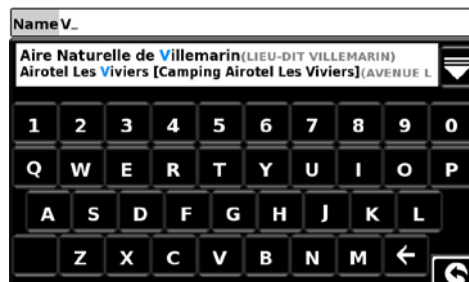 Name V_
Aire Naturelle de Villemarin(LIEU-DIT VILLEMARIN)
Airotel Les Viviers [Camping Airotel Les Viviers](AVENUE L
1 2 3 4 5 6 7 8 9 0
Q W E R T Y U I O P
A S D F G H J K L
Z X C V B N M ←